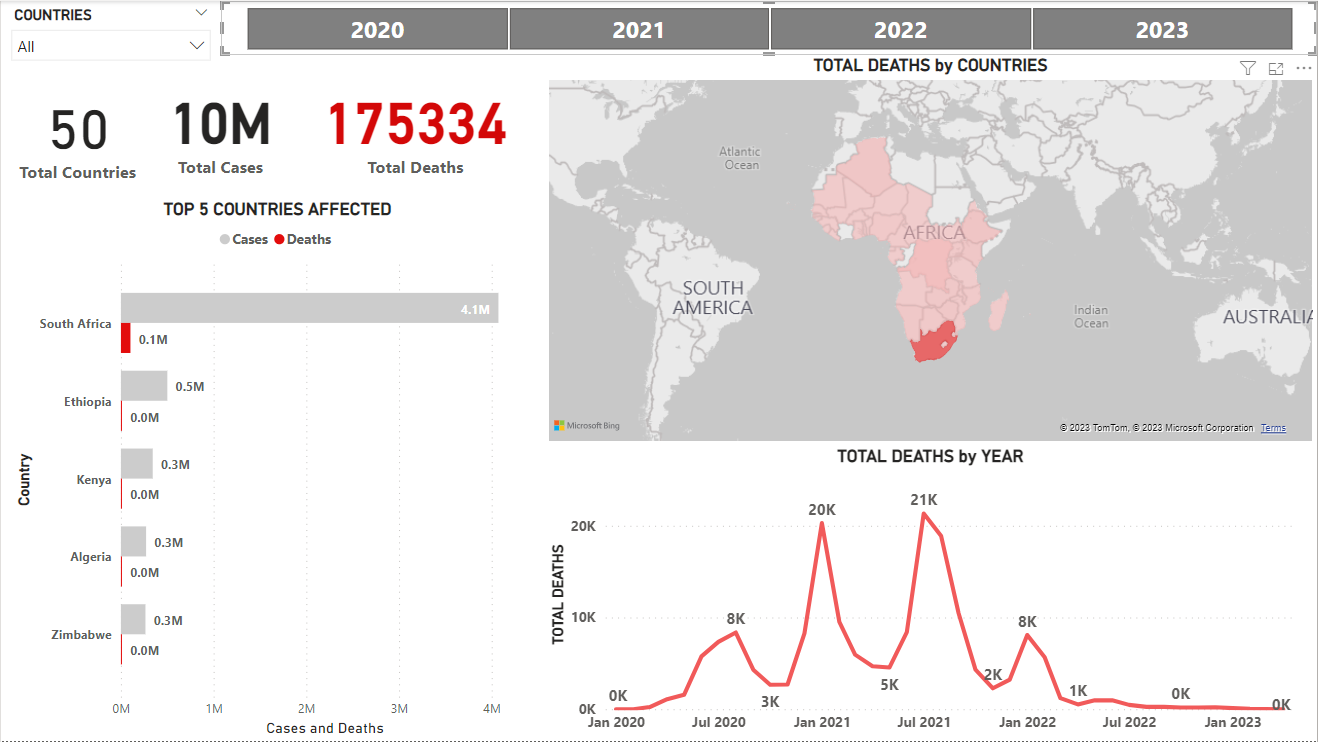 COUNTRIES
All
2020
2021
2022
2023
50
Total Countries
10M
Total Cases
175334
Total Deaths
TOP 5 COUNTRIES AFFECTED
Cases
Deaths
Country
South Africa
4.1M
0.1M
Ethiopia
0.5M
0.0M
Kenya
0.3M
0.0M
Algeria
0.3M
0.0M
Zimbabwe
0.3M
0.0M
0M
1M
2M
3M
4M
Cases and Deaths
TOTAL DEATHS by COUNTRIES
Atlantic
Ocean
AFRICA
SOUTH
AMERICA
Indian
Ocean
AUSTRALIA
Microsoft Bing
© 2023 TomTom, © 2023 Microsoft Corporation
Terms
TOTAL DEATHS by YEAR
TOTAL DEATHS
20K
10K
0K
0K
8K
3K
20K
5K
21K
2K
8K
1K
0K
0K
Jan 2020
Jul 2020
Jan 2021
Jul 2021
Jan 2022
Jul 2022
Jan 2023